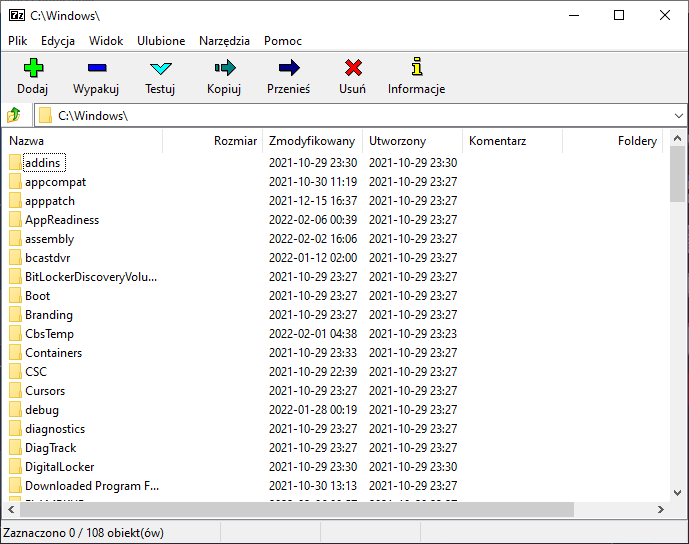 7z C:\Windows\
Plik Edycja Widok Ulubione Narzędzia Pomoc
Dodaj Wypakuj Testuj Kopiuj Przenieś Usuń Informacje
C:\Windows\
Nazwa Rozmiar Zmodyfikowany Utworzony Komentarz Foldery
addins 2021-10-29 23:30 2021-10-29 23:30
appcompat 2021-10-30 11:19 2021-10-29 23:27
apppatch 2021-12-15 16:37 2021-10-29 23:27
AppReadiness 2022-02-06 00:39 2021-10-29 23:27
assembly 2022-02-02 16:06 2021-10-29 23:27
bcastdvr 2022-01-12 02:00 2021-10-29 23:27
BitLockerDiscoveryVolu... 2021-10-29 23:27 2021-10-29 23:27
Boot 2021-10-29 23:27 2021-10-29 23:27
Branding 2021-10-29 23:27 2021-10-29 23:27
CbsTemp 2022-02-01 04:38 2021-10-29 23:23
Containers 2021-10-29 23:33 2021-10-29 23:27
CSC 2021-10-29 22:39 2021-10-29 23:27
Cursors 2021-10-29 23:27 2021-10-29 23:27
debug 2022-01-28 00:19 2021-10-29 23:27
diagnostics 2021-10-29 23:27 2021-10-29 23:27
DiagTrack 2021-10-29 23:27 2021-10-29 23:27
DigitalLocker 2021-10-29 23:30 2021-10-29 23:30
Downloaded Program F... 2021-10-30 13:13 2021-10-29 23:27
Zaznaczono 0 / 108 obiekt(ów)